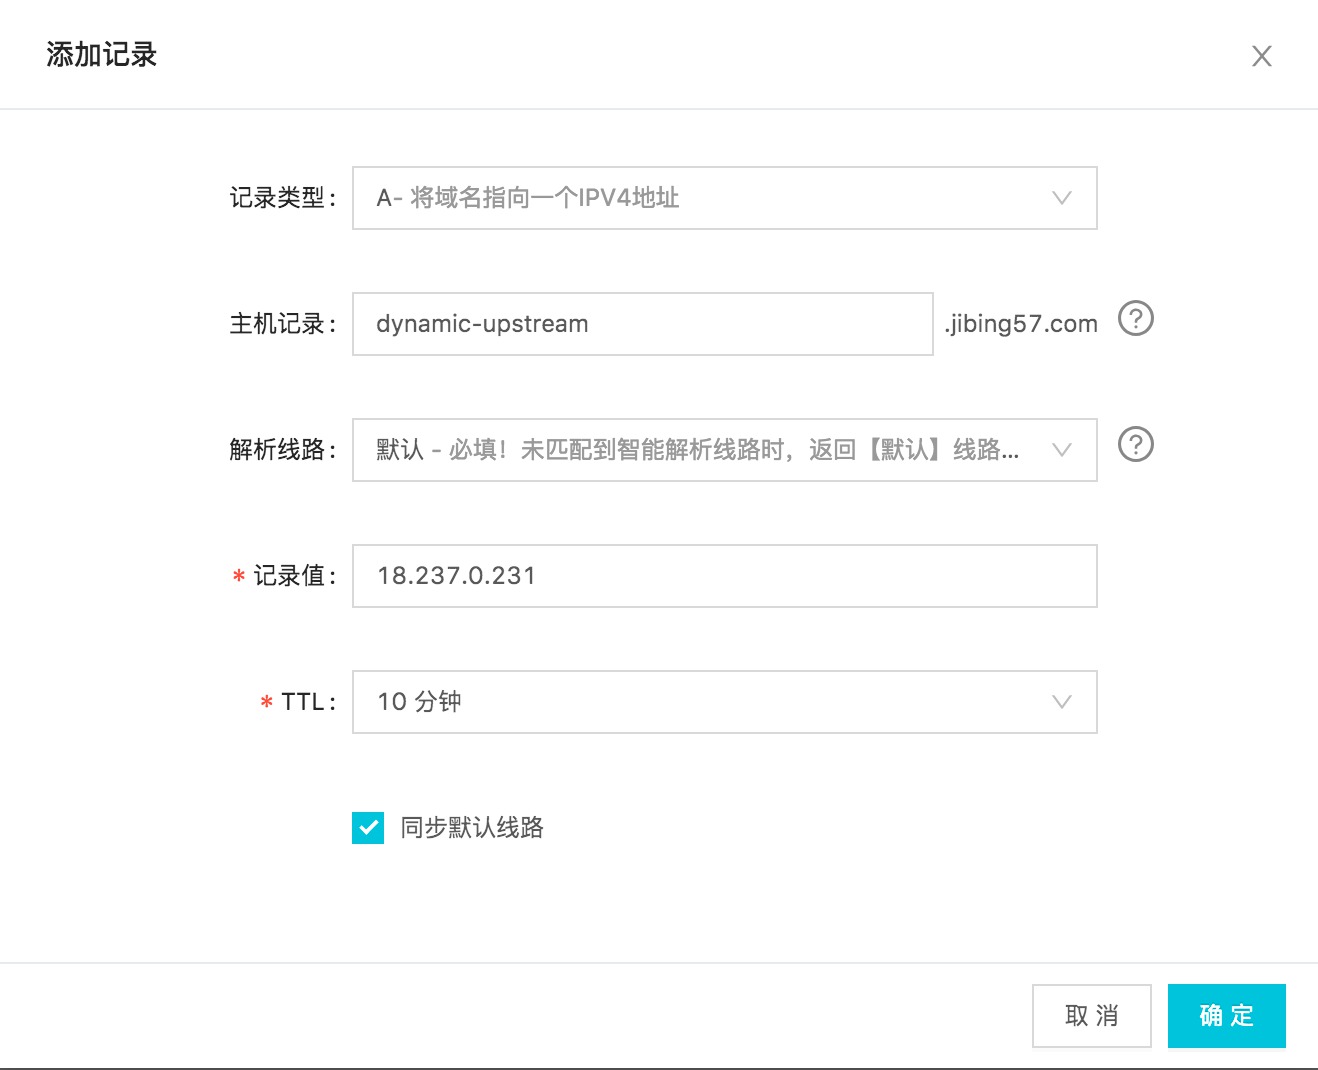 添加记录
记录类型: A- 将域名指向一个IPV4地址
主机记录: dynamic-upstream .jibing57.com ?
解析线路: 默认 - 必填！未匹配到智能解析线路时，返回【默认】线路... ?
* 记录值: 18.237.0.231
* TTL: 10 分钟
同步默认线路
取 消 确 定